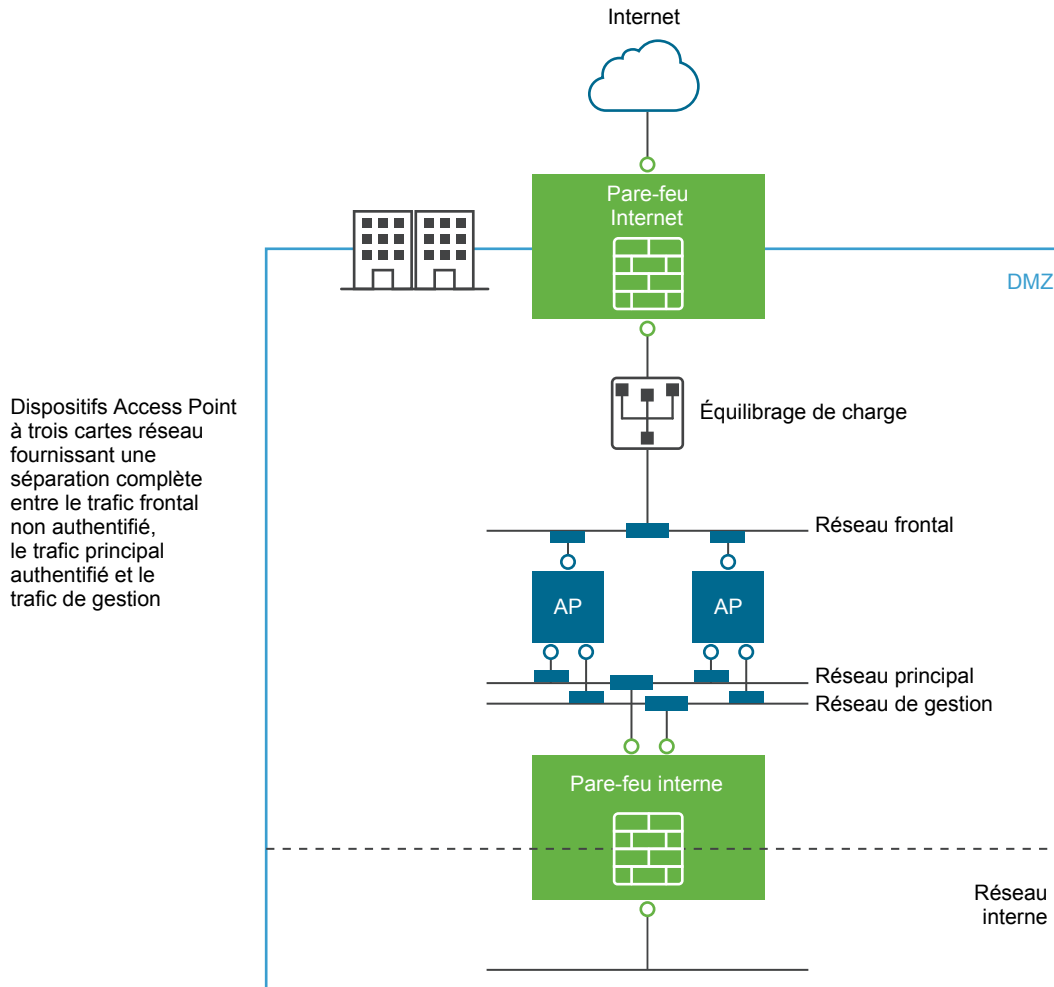 Internet
Pare-feu
Internet
DMZ
Équilibrage de charge
Dispositifs Access Point
à trois cartes réseau
fournissant une
séparation complète
entre le trafic frontal
non authentifié,
le trafic principal
authentifié et le
trafic de gestion
Réseau frontal
AP
AP
Réseau principal
Réseau de gestion
Pare-feu interne
Réseau
interne